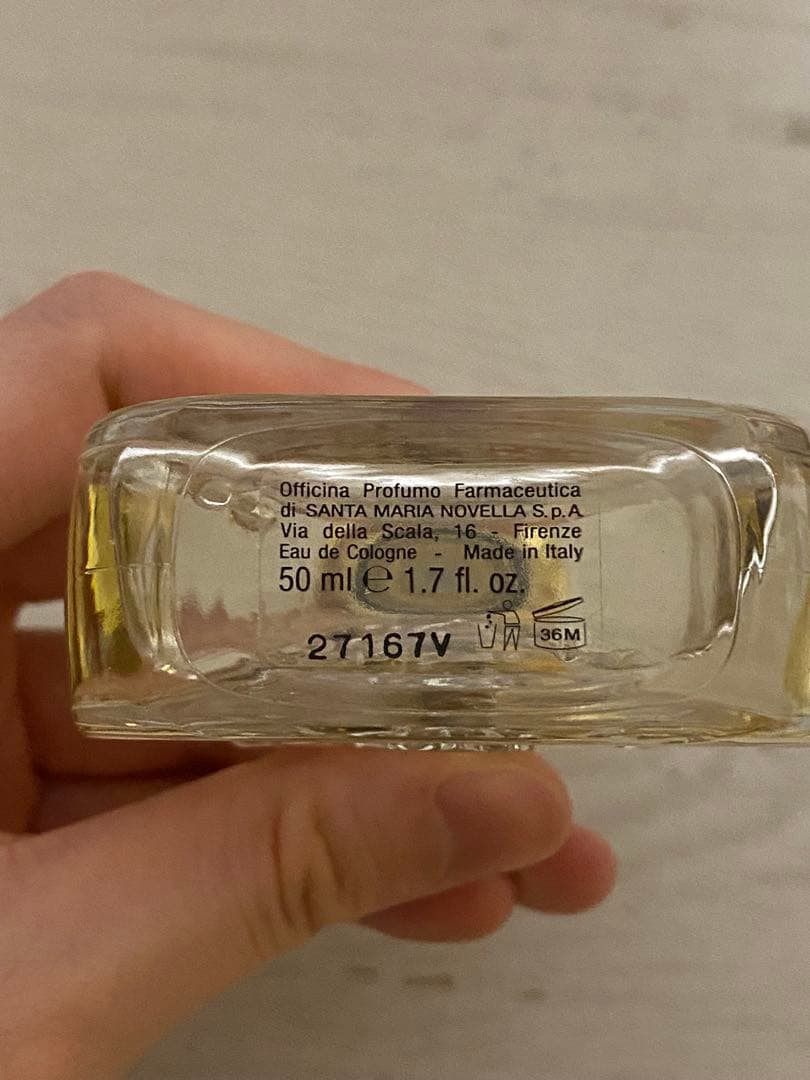 Officina Profumo Farmaceutica
di SANTA MARIA NOVELLA S.p.A.
Via della Scala, 16 - Firenze
Eau de Cologne - Made in Italy
50 ml ℮ 1.7 fl. oz.
27167V
36M